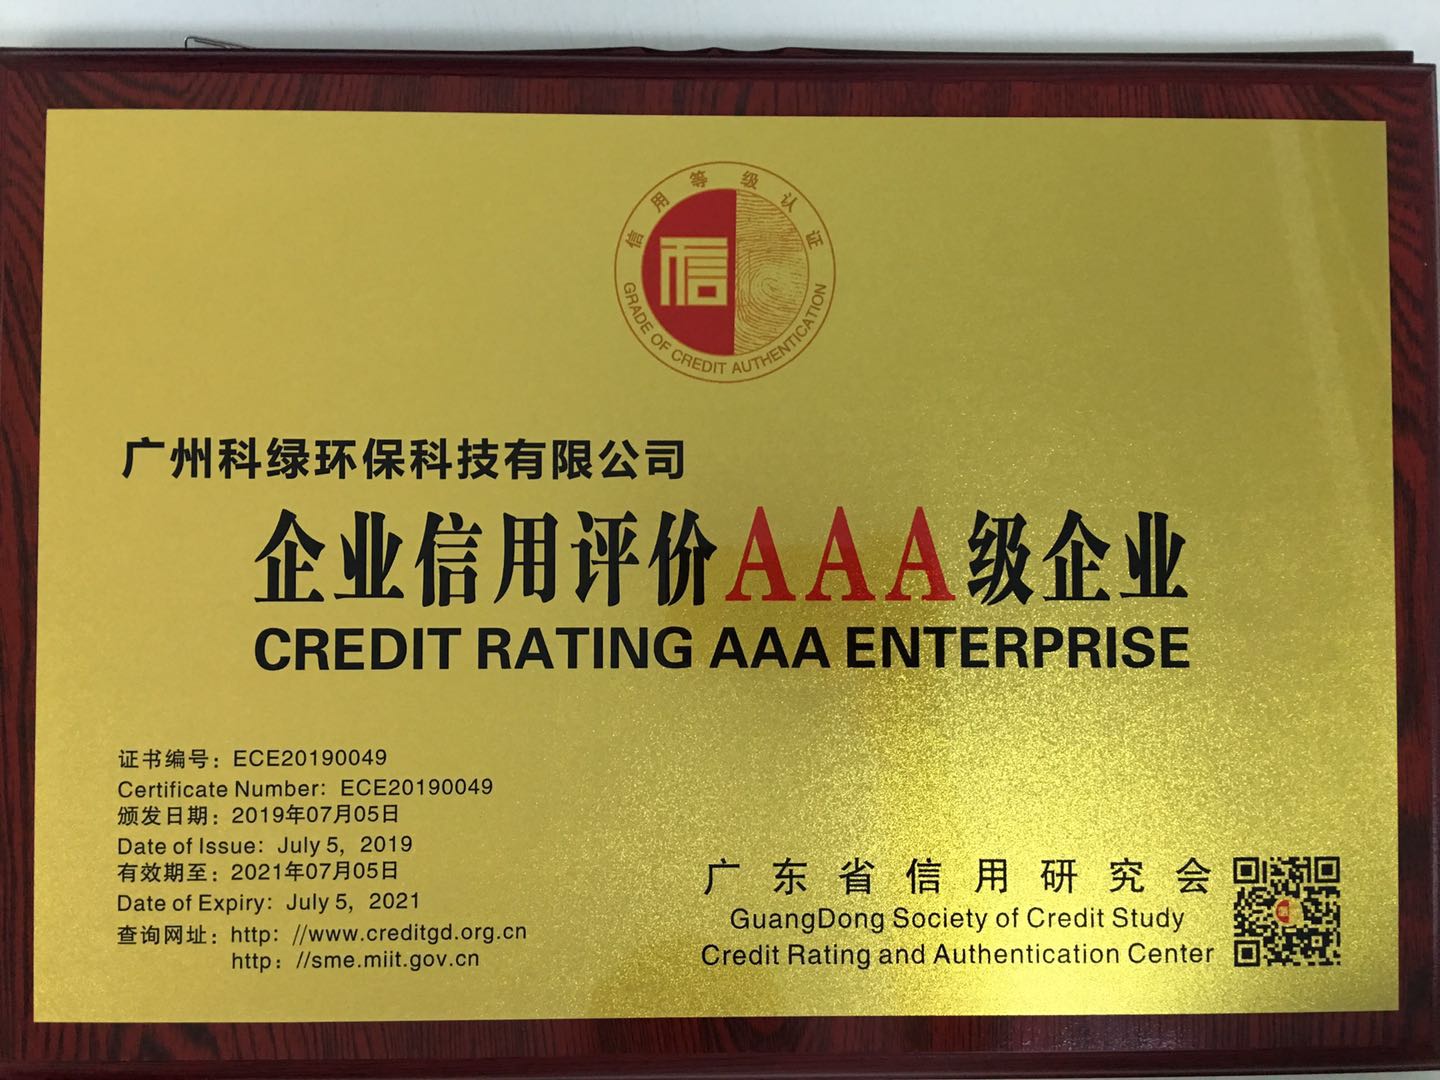 信用等级认证
信
GRADE OF CREDIT AUTHENTICATION
广州科绿环保科技有限公司
企业信用评价AAA级企业
CREDIT RATING AAA ENTERPRISE
证书编号：ECE20190049
Certificate Number：ECE20190049
颁发日期：2019年07月05日
Date of Issue：July 5，2019
有效期至：2021年07月05日
Date of Expiry：July 5，2021
查询网址：http：//www.creditgd.org.cn
http：//sme.miit.gov.cn
广东省信用研究会
GuangDong Society of Credit Study
Credit Rating and Authentication Center